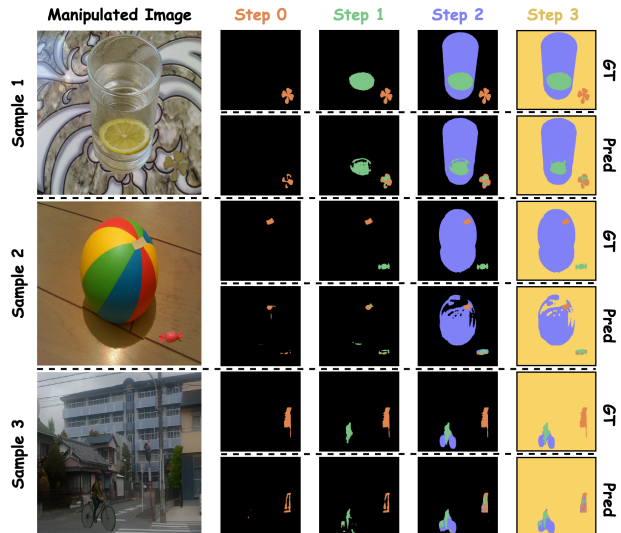 Manipulated Image Step 0 Step 1 Step 2 Step 3
Sample 1
GT
Pred
Sample 2
GT
Pred
Sample 3
GT
Pred